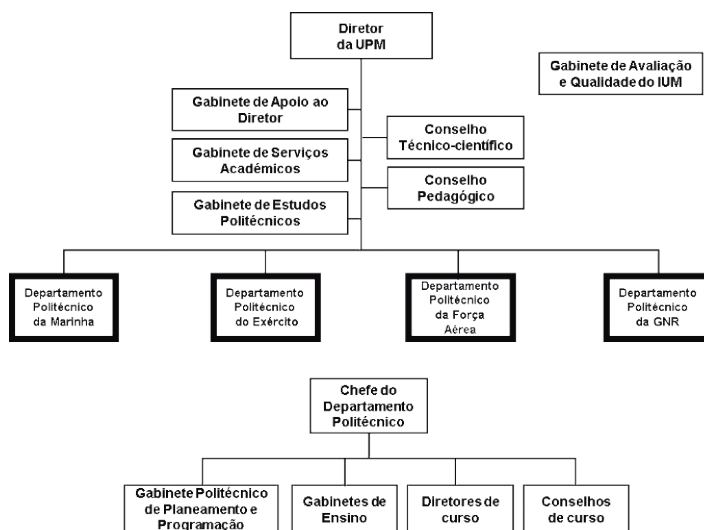 Diretor
da UPM
Gabinete de Avaliação
e Qualidade do IUM
Gabinete de Apoio ao
Diretor
Conselho
Técnico-científico
Gabinete de Serviços
Académicos
Conselho
Pedagógico
Gabinete de Estudos
Politécnicos
Departamento
Politécnico
da Marinha
Departamento
Politécnico
do Exército
Departamento
Politécnico
da Força
Aérea
Departamento
Politécnico
da GNR
Chefe do
Departamento
Politécnico
Gabinete Politécnico
de Planeamento e
Programação
Gabinetes de
Ensino
Diretores de
curso
Conselhos
de curso